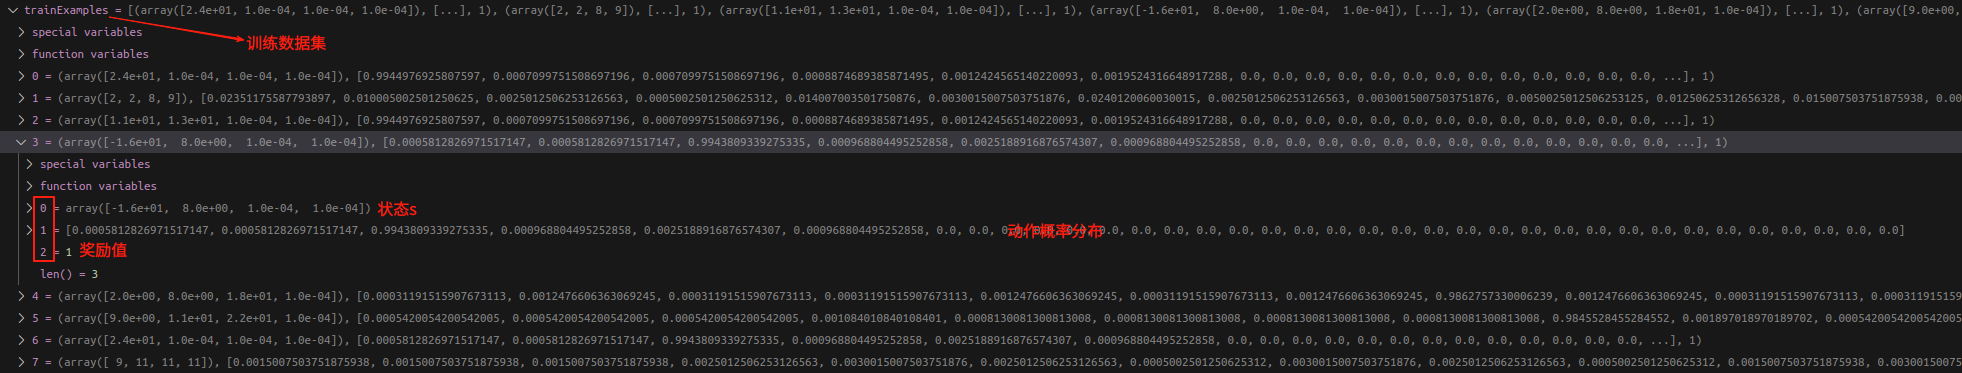 trainExamples = [(array([2.4e+01, 1.0e-04, 1.0e-04, 1.0e-04]), [...], 1), (array([2, 2, 8, 9]), [...], 1), (array([1.1e+01, 1.3e+01, 1.0e-04, 1.0e-04]), [...], 1), (array([-1.6e+01,  8.0e+00,  1.0e-04,  1.0e-04]), [...], 1), (array([2.0e+00, 8.0e+00, 1.8e+01, 1.0e-04]), [...], 1), (array([9.0e+00,
special variables
训练数据集
function variables
0 = (array([2.4e+01, 1.0e-04, 1.0e-04, 1.0e-04]), [0.9944976925807597, 0.0007099751508697196, 0.0007099751508697196, 0.0008874689385871495, 0.0012424565140220093, 0.0019524316648917288, 0.0, 0.0, 0.0, 0.0, 0.0, 0.0, 0.0, 0.0, 0.0, 0.0, 0.0, 0.0, 0.0, ...], 1)
1 = (array([2, 2, 8, 9]), [0.02351175587793897, 0.010005002501250625, 0.0025012506253126563, 0.0005002501250625312, 0.014007003501750876, 0.0030015007503751876, 0.0240120060030015, 0.0025012506253126563, 0.0030015007503751876, 0.0050025012506253125, 0.01250625312656328, 0.015007503751875938, 0.00
2 = (array([1.1e+01, 1.3e+01, 1.0e-04, 1.0e-04]), [0.9944976925807597, 0.0007099751508697196, 0.0007099751508697196, 0.0008874689385871495, 0.0012424565140220093, 0.0019524316648917288, 0.0, 0.0, 0.0, 0.0, 0.0, 0.0, 0.0, 0.0, 0.0, 0.0, 0.0, 0.0, 0.0, ...], 1)
3 = (array([-1.6e+01,  8.0e+00,  1.0e-04,  1.0e-04]), [0.0005812826971517147, 0.0005812826971517147, 0.9943809339275335, 0.000968804495252858, 0.0025188916876574307, 0.000968804495252858, 0.0, 0.0, 0.0, 0.0, 0.0, 0.0, 0.0, 0.0, 0.0, 0.0, 0.0, 0.0, 0.0, ...], 1)
special variables
function variables
0 = array([-1.6e+01,  8.0e+00,  1.0e-04,  1.0e-04]) 状态s
1 = [0.0005812826971517147, 0.0005812826971517147, 0.9943809339275335, 0.000968804495252858, 0.0025188916876574307, 0.000968804495252858, 0.0, 0.0, 0.0, 0.0, 0.0, 0.0, 0.0, 0.0, 0.0, 0.0, 0.0, 0.0, 0.0, 0.0, 0.0, 0.0, 0.0, 0.0, 0.0, 0.0, 0.0, 0.0, 0.0, 0.0, 0.0, 0.0, 0.0, 0.0, 0.0, 0.0]
动作概率分布
2 = 1 奖励值
len() = 3
4 = (array([2.0e+00, 8.0e+00, 1.8e+01, 1.0e-04]), [0.00031191515907673113, 0.0012476606363069245, 0.00031191515907673113, 0.00031191515907673113, 0.0012476606363069245, 0.00031191515907673113, 0.0012476606363069245, 0.9862757330006239, 0.0012476606363069245, 0.00031191515907673113, 0.0003119159
5 = (array([9.0e+00, 1.1e+01, 2.2e+01, 1.0e-04]), [0.0005420054200542005, 0.0005420054200542005, 0.0005420054200542005, 0.001084010840108401, 0.0008130081300813008, 0.0008130081300813008, 0.0008130081300813008, 0.0008130081300813008, 0.9845528455284552, 0.001897018970189702, 0.000542005420054200
6 = (array([2.4e+01, 1.0e-04, 1.0e-04, 1.0e-04]), [0.0005812826971517147, 0.0005812826971517147, 0.9943809339275335, 0.000968804495252858, 0.0025188916876574307, 0.000968804495252858, 0.0, 0.0, 0.0, 0.0, 0.0, 0.0, 0.0, 0.0, 0.0, 0.0, 0.0, 0.0, 0.0, ...], 1)
7 = (array([ 9, 11, 11, 11]), [0.0015007503751875938, 0.0015007503751875938, 0.0015007503751875938, 0.0025012506253126563, 0.0030015007503751876, 0.0025012506253126563, 0.0005002501250625312, 0.0030015007503751876, 0.0025012506253126563, 0.0005002501250625312, 0.0015007503751875938, 0.00300150075